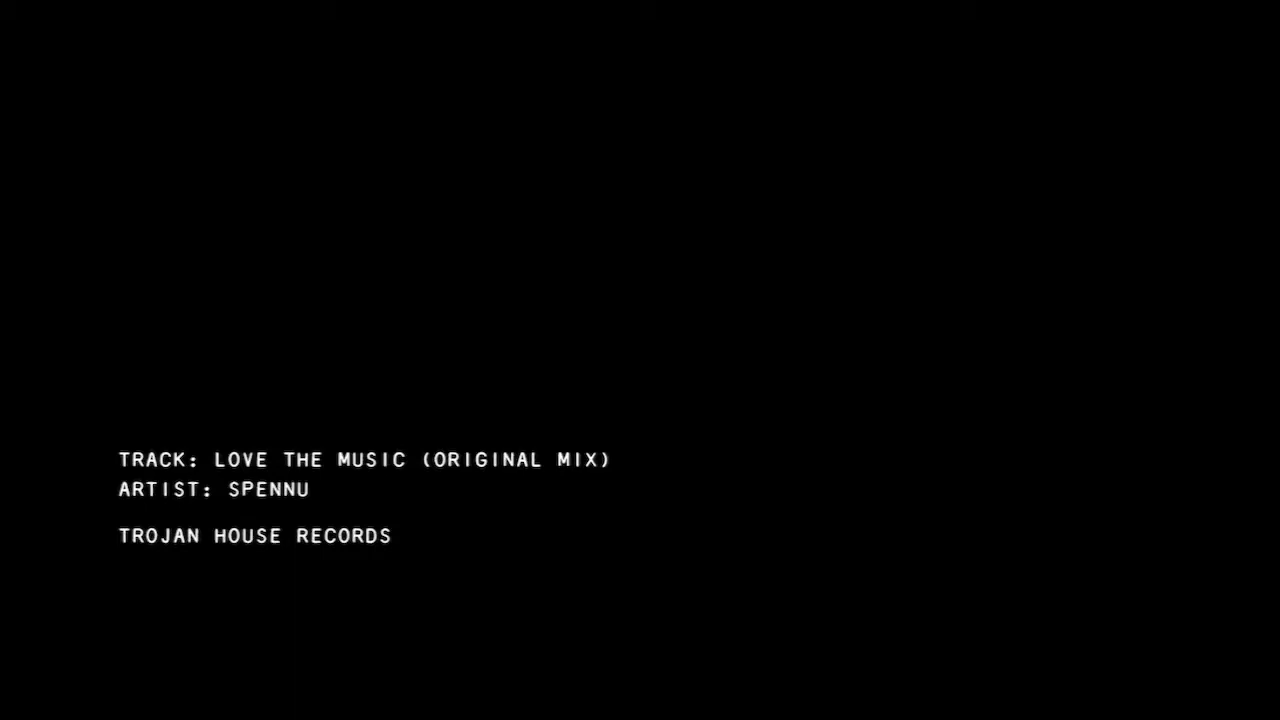 TRACK: LOVE THE MUSIC (ORIGINAL MIX)
ARTIST: SPENNU
TROJAN HOUSE RECORDS